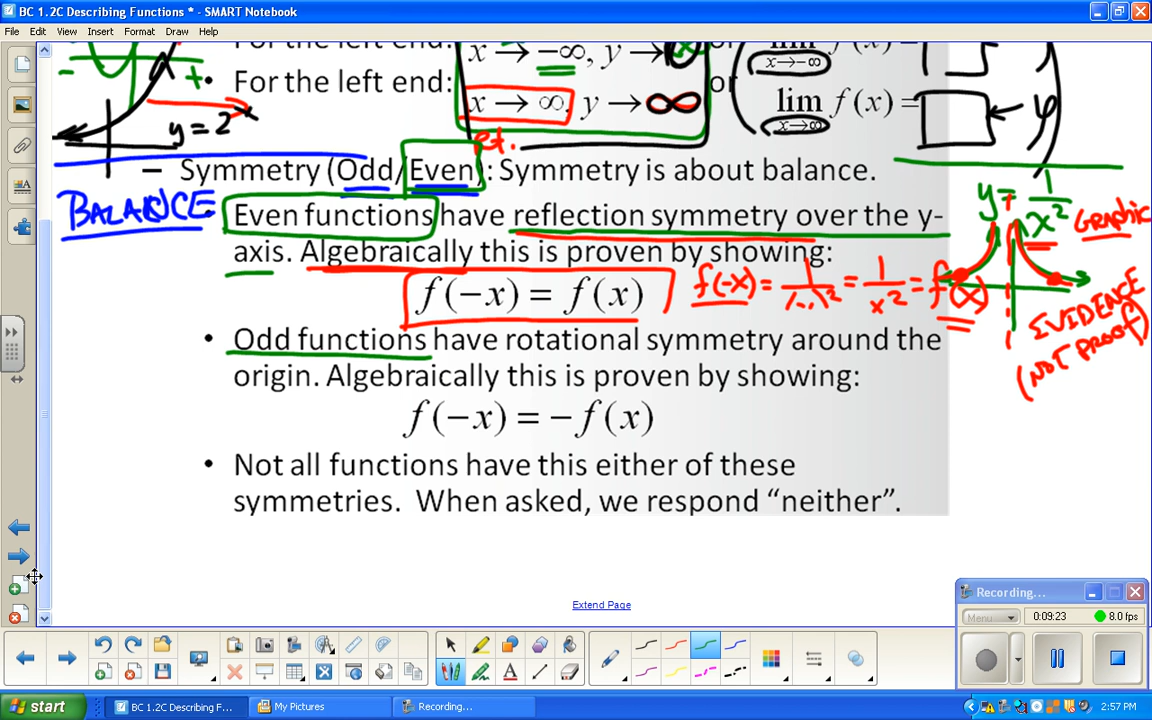 BC 1.2C Describing Functions * - SMART Notebook
File Edit View Insert Format Draw Help
For the left end:
x → −∞, y →
or
• For the left end:
x → ∞, y → ∞
lim f(x) =
x→−∞
lim f(x) =
x→∞
y = 2^x
− Symmetry (Odd/Even): Symmetry is about balance.
BALANCE
• Even functions have reflection symmetry over the y-
axis. Algebraically this is proven by showing:
f(−x) = f(x)
f(-x) = = 1/x² = f(x)
y = 1/x²
GRAPHIC
EVIDENCE
(NOT PROOF)
• Odd functions have rotational symmetry around the
origin. Algebraically this is proven by showing:
f(−x) = −f(x)
• Not all functions have this either of these
symmetries. When asked, we respond “neither”.
Extend Page
Recording...
Menu
0:09:23
8.0 fps
start
BC 1.2C Describing F...
My Pictures
Recording...
2:57 PM